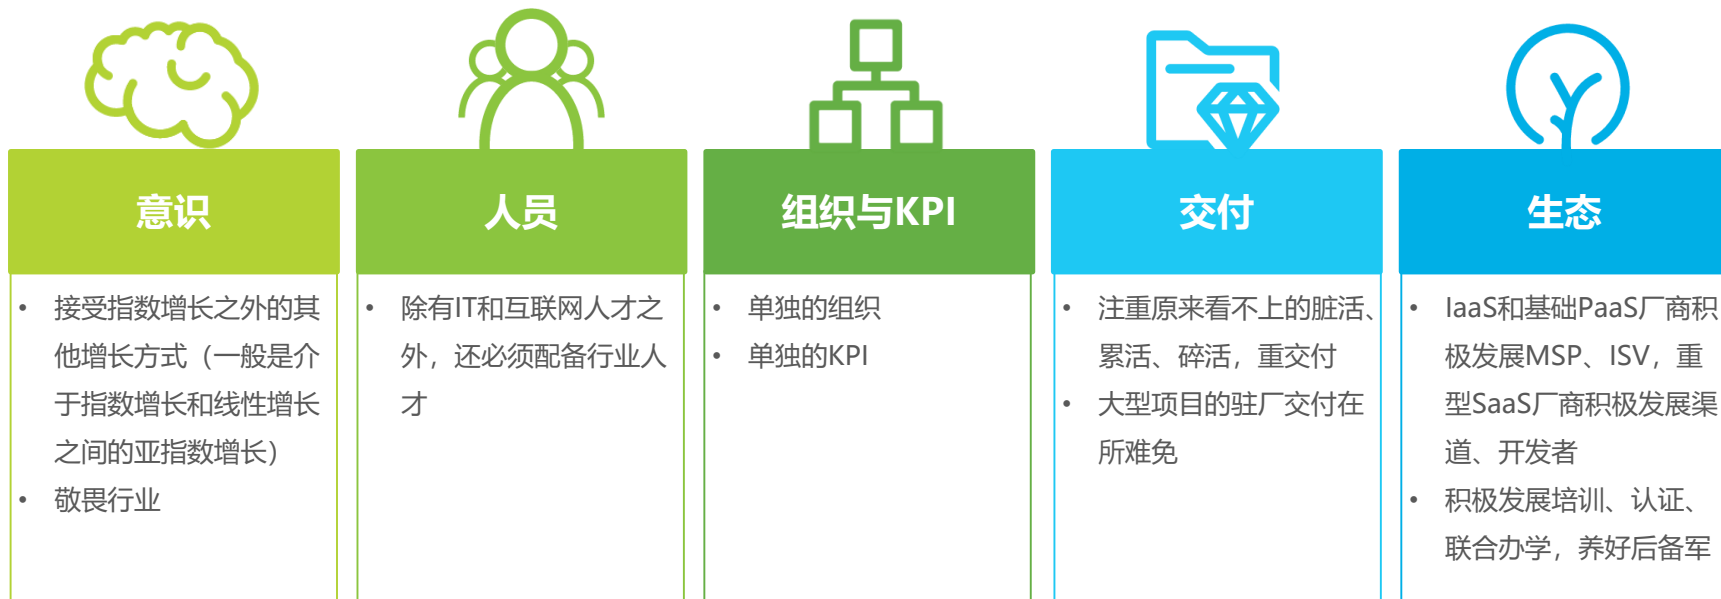 意识
• 接受指数增长之外的其
他增长方式（一般是介
于指数增长和线性增长
之间的亚指数增长）
• 敬畏行业
人员
• 除有IT和互联网人才之
外，还必须配备行业人
才
组织与KPI
• 单独的组织
• 单独的KPI
交付
• 注重原来看不上的脏活、
累活、碎活，重交付
• 大型项目的驻厂交付在
所难免
生态
• IaaS和基础PaaS厂商积
极发展MSP、ISV，重
型SaaS厂商积极发展渠
道、开发者
• 积极发展培训、认证、
联合办学，养好后备军